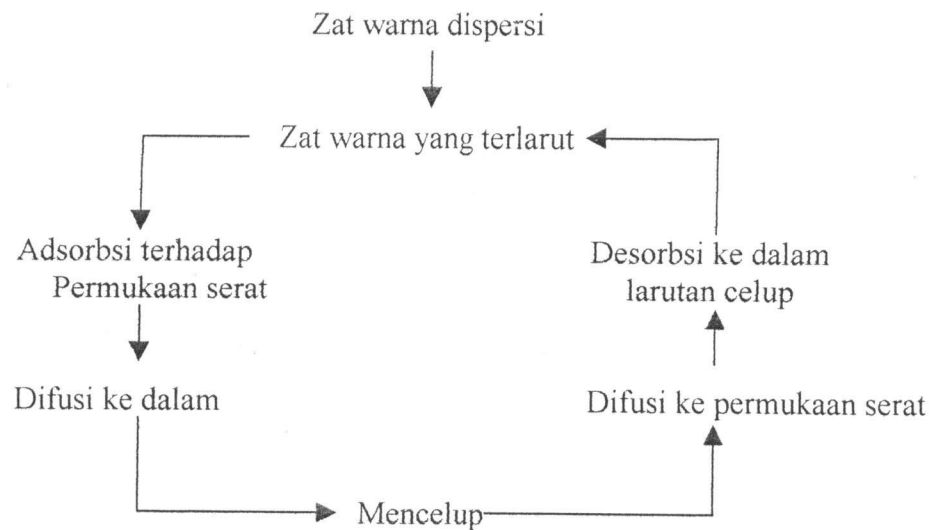 Zat warna dispersi
Zat warna yang terlarut
Adsorbsi terhadap
Permukaan serat
Desorbsi ke dalam
larutan celup
Difusi ke dalam
Difusi ke permukaan serat
Mencelup